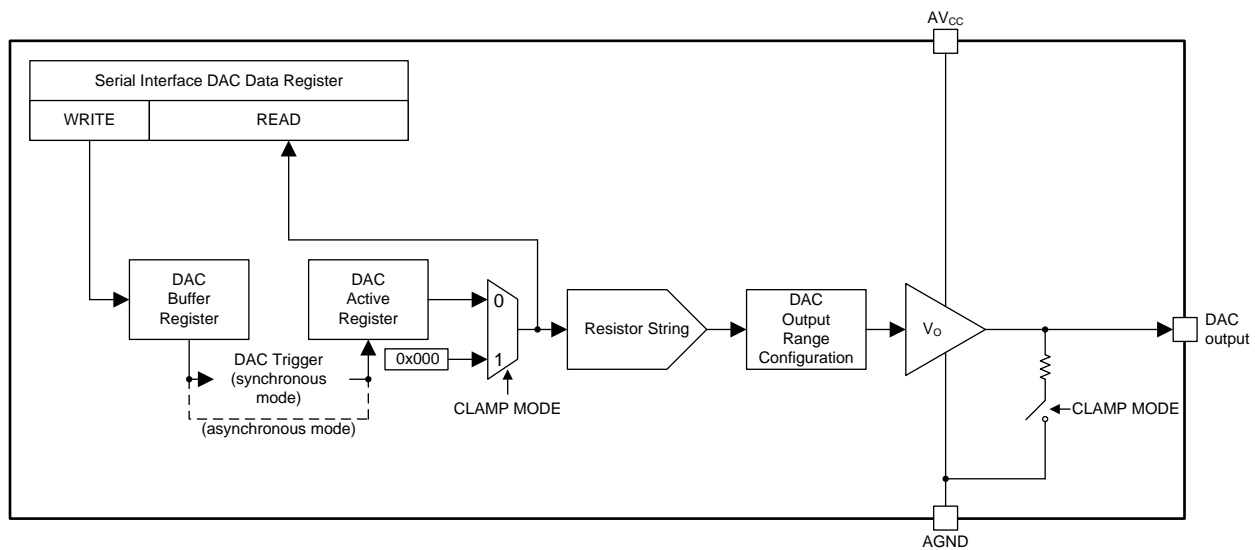 AVCC
Serial Interface DAC Data Register
WRITE
READ
DAC
Buffer
Register
DAC
Active
Register
0
1
0x000
CLAMP MODE
DAC Trigger
(synchronous
mode)
(asynchronous mode)
Resistor String
DAC
Output
Range
Configuration
VO
DAC
output
CLAMP MODE
AGND